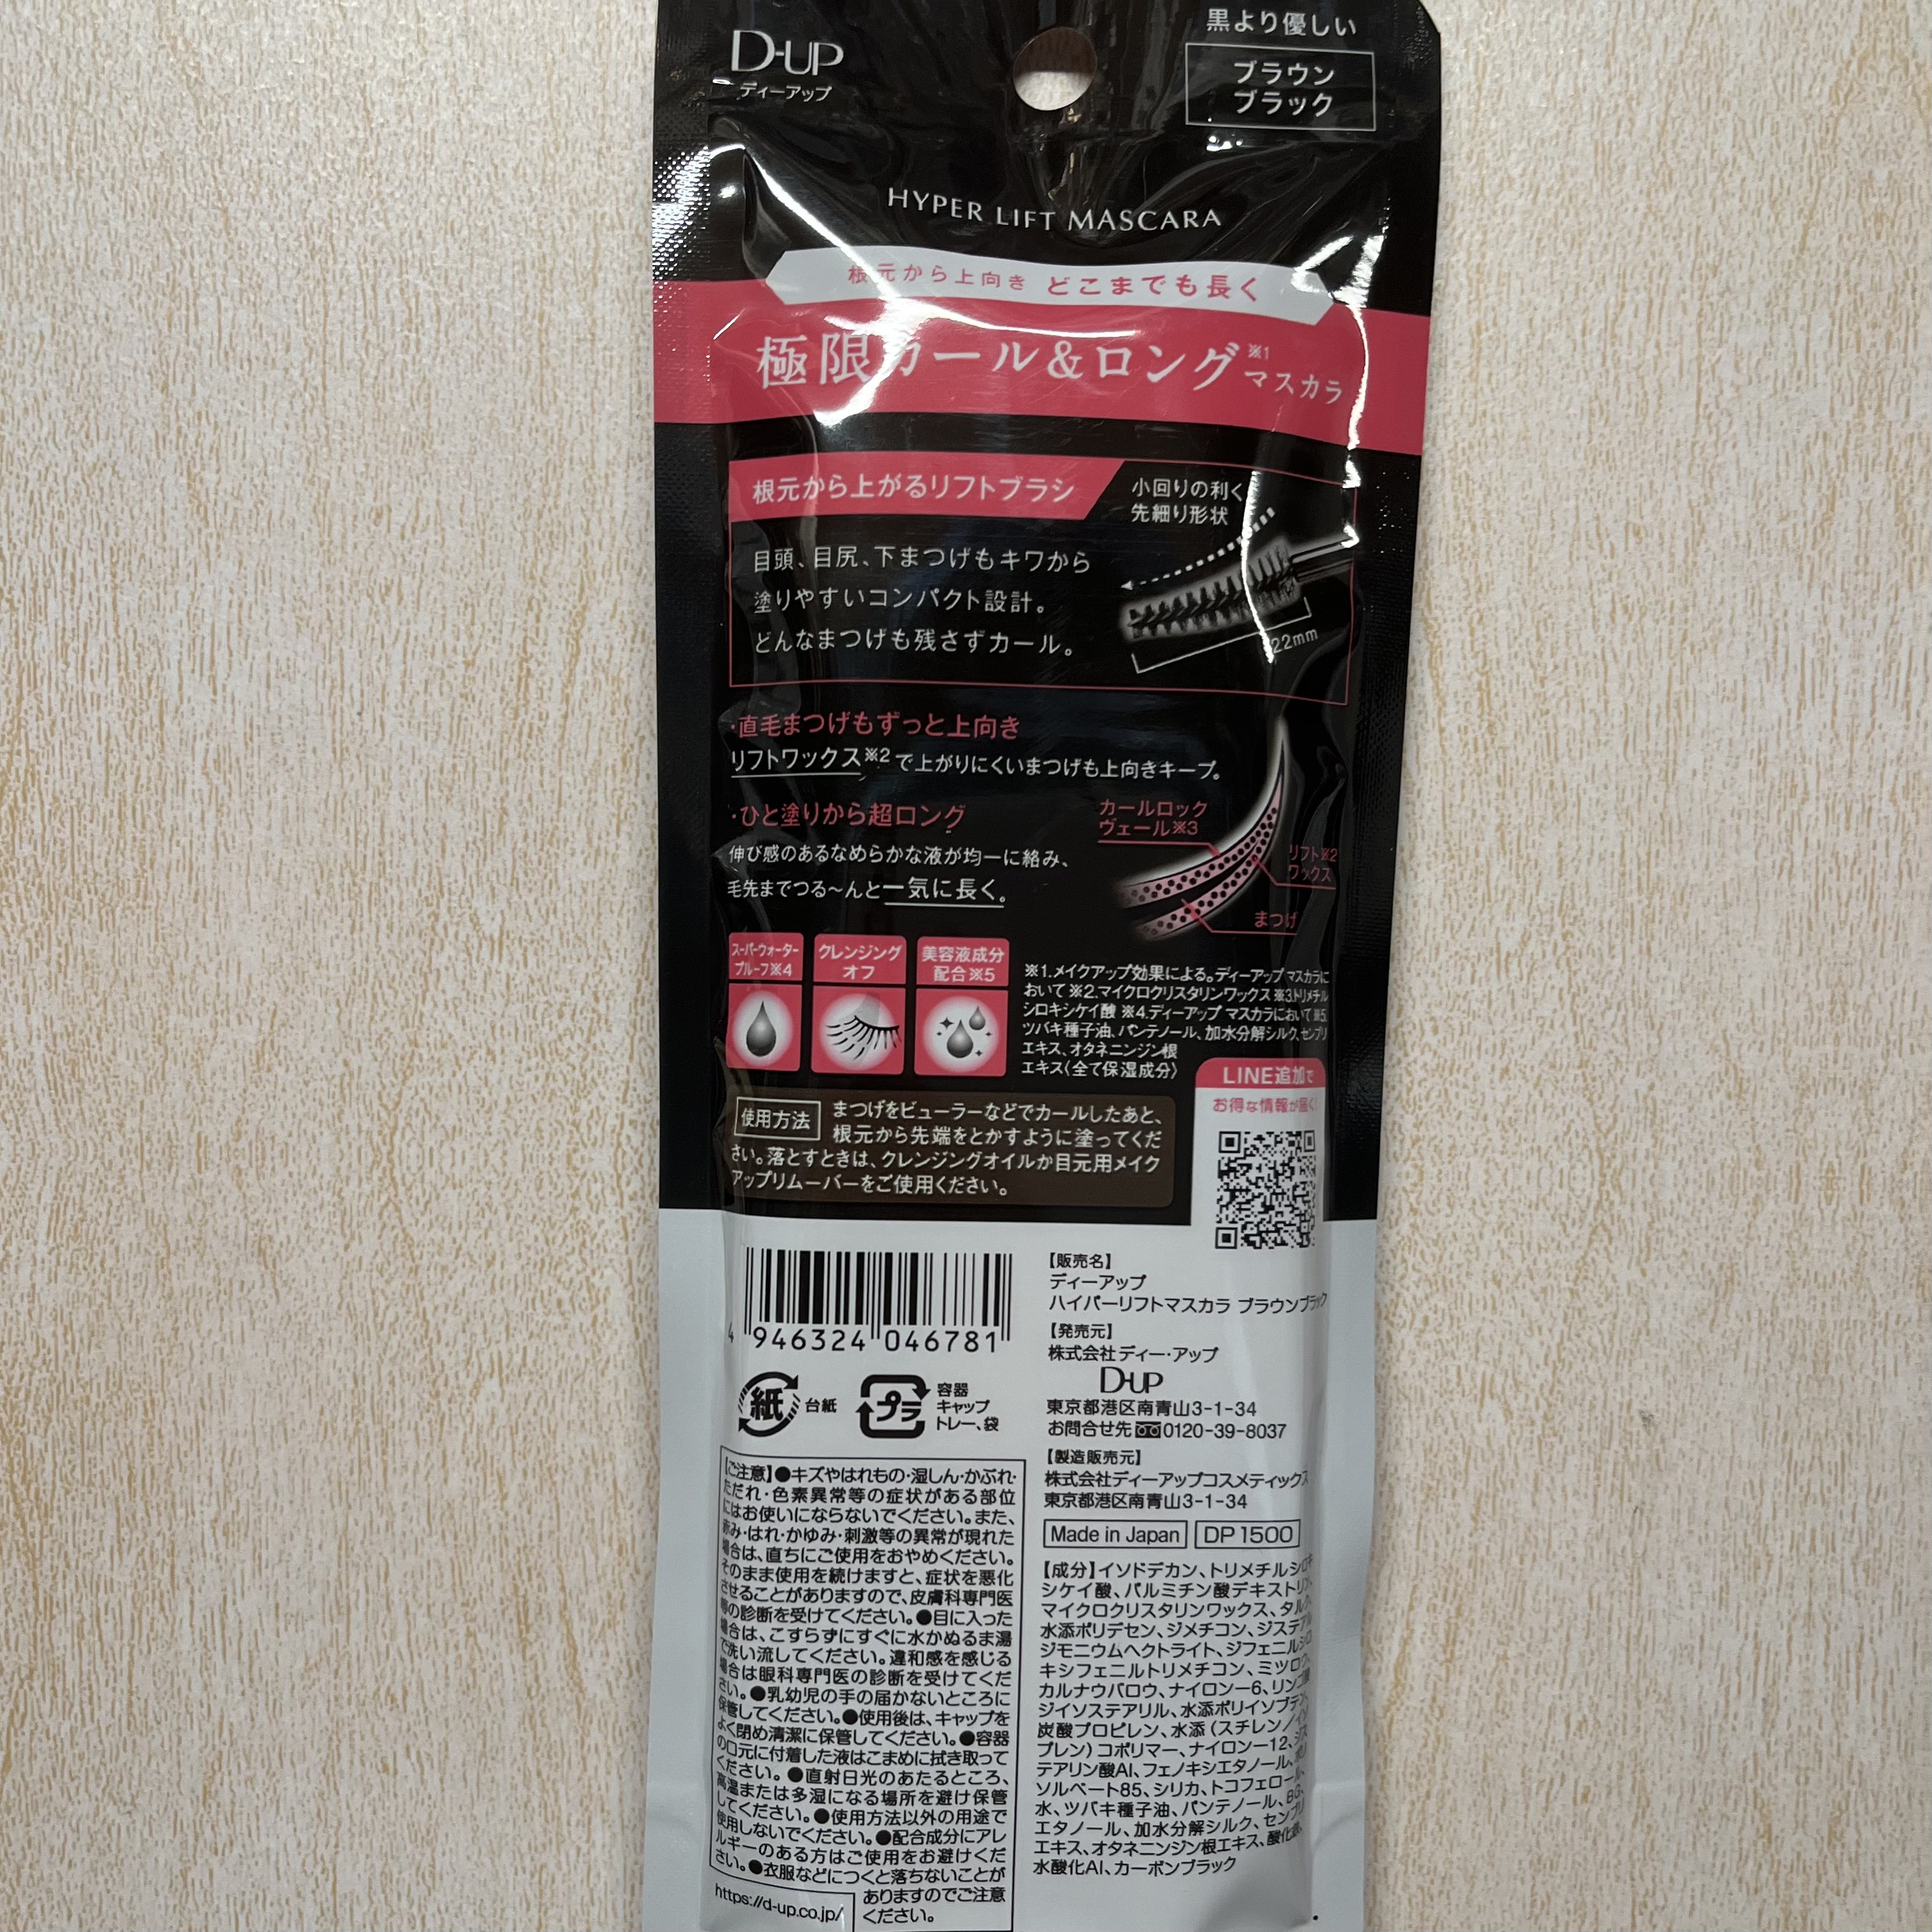 D-UP
ディーアップ
黒より優しい
ブラウン
ブラック
HYPER LIFT MASCARA
根元から上向き どこまでも長く
極限カール&ロング※1マスカラ
根元から上がるリフトブラシ
小回りの利く
先細り形状
目頭、目尻、下まつげもキワから
塗りやすいコンパクト設計。
どんなまつげも残さずカール。
22mm
・直毛まつげもずっと上向き
リフトワックス※2で上がりにくいまつげも上向きキープ。
・ひと塗りから超ロング
伸び感のあるなめらかな液が均一に絡み、
毛先までつる〜んと一気に長く。
カールロック
ヴェール※3
リフト※2
ワックス
まつげ
スーパーウォーター
プルーフ※4
クレンジング
オフ
美容液成分
配合※5
※1.メイクアップ効果による。ディーアップ マスカラに
おいて ※2.マイクロクリスタリンワックス ※3.トリメチル
シロキシケイ酸 ※4.ディーアップ マスカラにおいて ※5.
ツバキ種子油、パンテノール、加水分解シルク、センブリ
エキス、オタネニンジン根
エキス〈全て保湿成分〉
LINE追加で
お得な情報が届く!
使用方法
まつげをビューラーなどでカールしたあと、
根元から先端をとかすように塗ってくだ
さい。落とすときは、クレンジングオイルか目元用メイク
アップリムーバーをご使用ください。
4 946324 046781
紙 台紙
プラ
容器
キャップ
トレー、袋
【販売名】
ディーアップ
ハイパーリフトマスカラ ブラウンブラック
【発売元】
株式会社ディー・アップ
D-UP
東京都港区南青山3-1-34
お問合せ先 0120-39-8037
【製造販売元】
株式会社ディーアップコスメティックス
東京都港区南青山3-1-34
Made in Japan DP 1500
【ご注意】●キズやはれもの・湿しん・かぶれ・
ただれ・色素異常等の症状がある部位
にはお使いにならないでください。また、
赤み・はれ・かゆみ・刺激等の異常が現れた
場合は、直ちにご使用をおやめください。
そのまま使用を続けますと、症状を悪化
させることがありますので、皮膚科専門医
等の診断を受けてください。●目に入った
場合は、こすらずにすぐに水かぬるま湯
で洗い流してください。違和感を感じる
場合は眼科専門医の診断を受けてくだ
さい。●乳幼児の手の届かないところに
保管してください。●使用後は、キャップを
よく閉め清潔に保管してください。●容器
の口元に付着した液はこまめに拭き取って
ください。●直射日光のあたるところ、
高温または多湿になる場所を避け保管
してください。●使用方法以外の用途で
使用しないでください。●配合成分にアレ
ルギーのある方はご使用をお避けくだ
さい。●衣服などにつくと落ちないことが
ありますのでご注意
ください。
https://d-up.co.jp/
【成分】イソドデカン、トリメチルシロキ
シケイ酸、パルミチン酸デキストリン、
マイクロクリスタリンワックス、タルク、
水添ポリデセン、ジメチコン、ジステアル
ジモニウムヘクトライト、ジフェニルシロ
キシフェニルトリメチコン、ミツロウ、
カルナウバロウ、ナイロン-6、リンゴ酸
ジイソステアリル、水添ポリイソブテン、
炭酸プロピレン、水添(スチレン/イソ
プレン)コポリマー、ナイロン-12、ジス
テアリン酸Al、フェノキシエタノール、ポリ
ソルベート85、シリカ、トコフェロール、
水、ツバキ種子油、パンテノール、BG、
エタノール、加水分解シルク、センブリ
エキス、オタネニンジン根エキス、酸化鉄、
水酸化Al、カーボンブラック